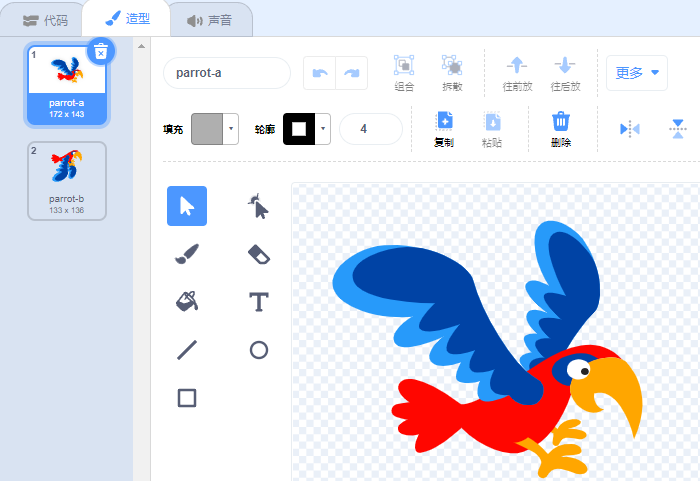 代码
造型
声音
1
parrot-a
172 x 143
2
parrot-b
133 x 136
parrot-a
组合
拆散
往前放
往后放
更多
填充
轮廓
4
复制
粘贴
删除
T